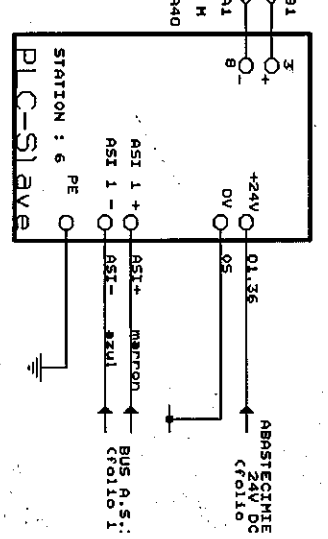 91
A1
M
A40
3 +
8 -
ABASTECIMIE
24V DC
(folio
+24V 01.36
0V 05
BUS A.S.
(folio 1
ASI 1 + ASI+ marron
ASI 1 - ASI- azul
PE
STATION : 6
PLC-Slave